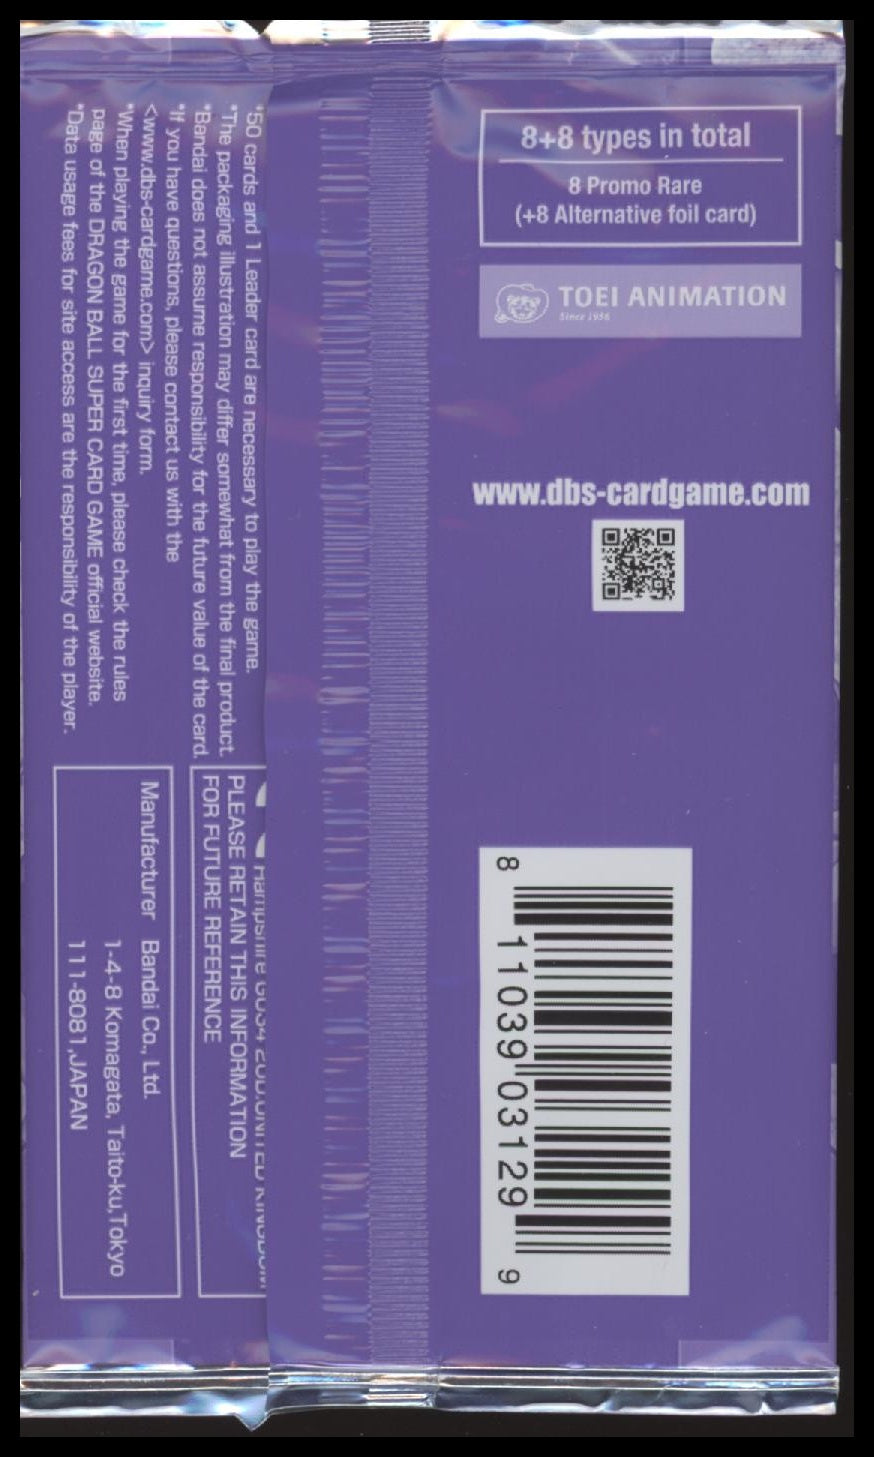 8+8 types in total
8 Promo Rare
(+8 Alternative foil card)
TOEI ANIMATION
Since 1956
www.dbs-cardgame.com
8 11039 03129 9
*50 cards and 1 Leader card are necessary to play the game.
*The packaging illustration may differ somewhat from the final product.
*Bandai does not assume responsibility for the future value of the card.
*If you have questions, please contact us with the
<www.dbs-cardgame.com> inquiry form.
*When playing the game for the first time, please check the rules
page of the DRAGON BALL SUPER CARD GAME official website.
*Data usage fees for site access are the responsibility of the player.
Hampshire UNITED KINGDOM
PLEASE RETAIN THIS INFORMATION
FOR FUTURE REFERENCE
Manufacturer Bandai Co., Ltd.
1-4-8 Komagata, Taito-ku,Tokyo
111-8081,JAPAN